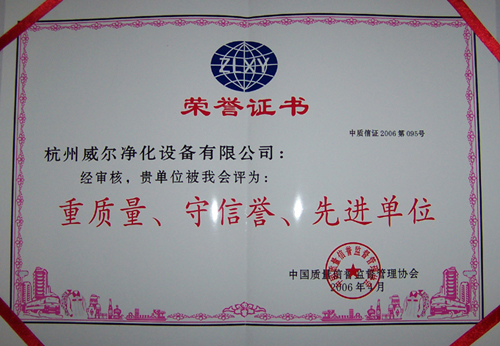 ZLXY
荣誉证书
中质信证2006第095号
杭州威尔净化设备有限公司：
经审核，贵单位被我会评为：
重质量、守信誉、先进单位
中国质量信誉监督管理协会
2006年4月